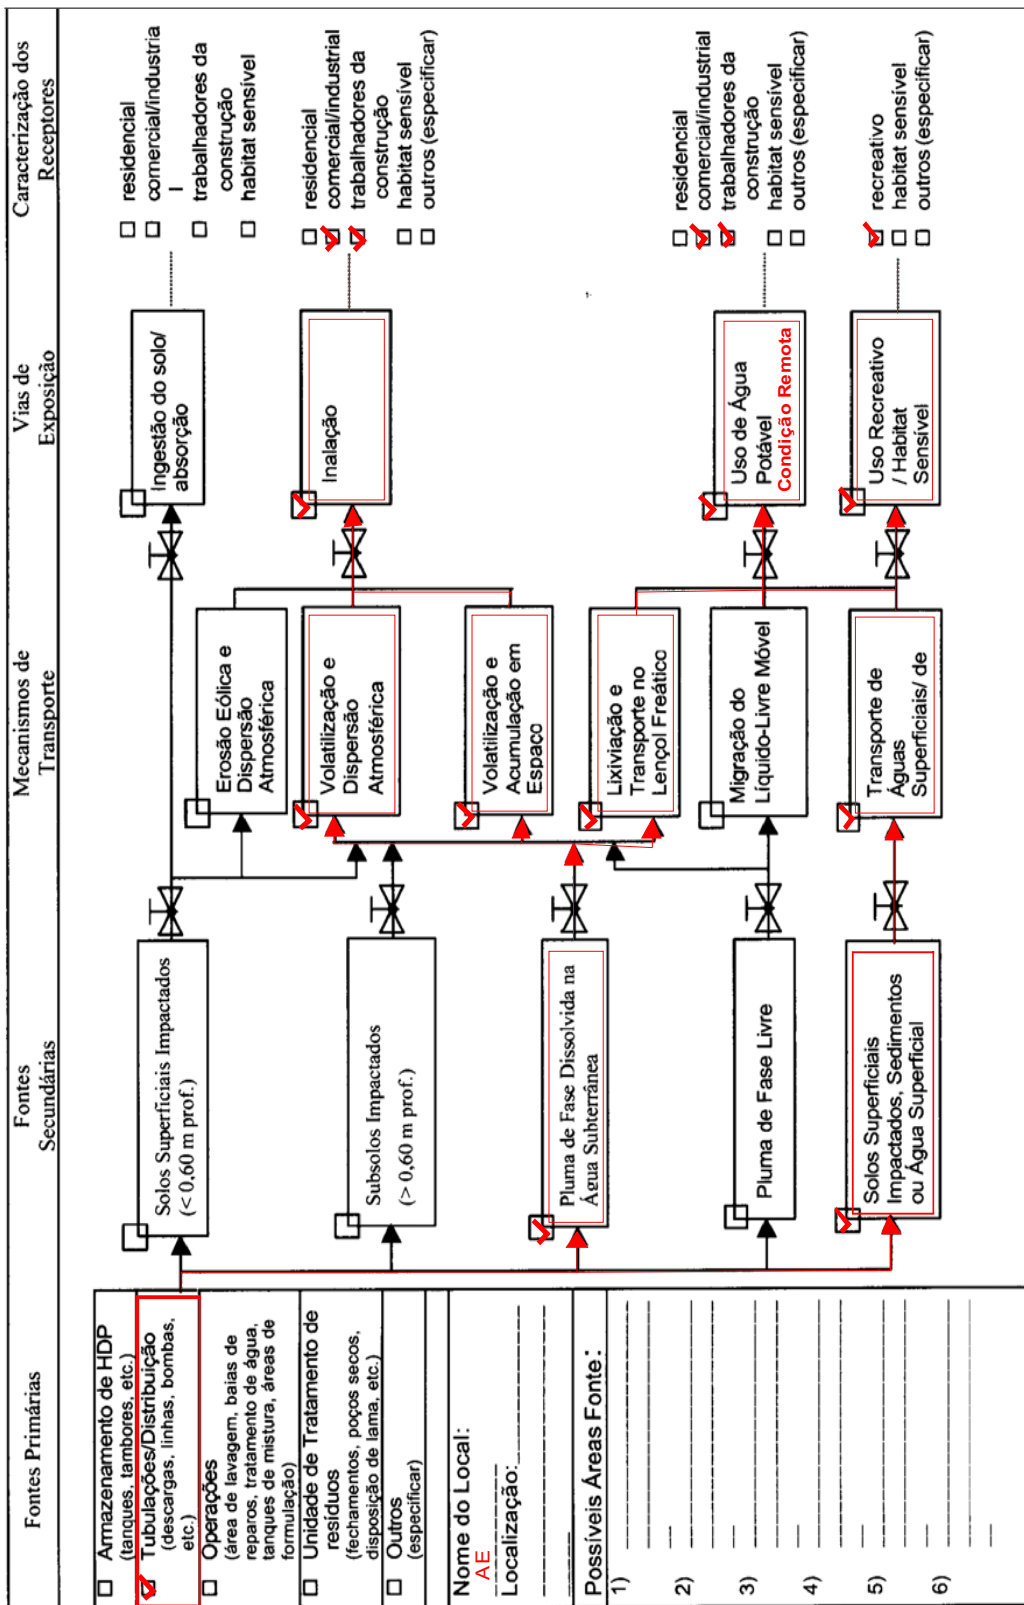 Fontes Primárias
Fontes
Secundárias
Mecanismos de
Transporte
Vias de
Exposição
Caracterização dos
Receptores
Armazenamento de HDP
(tanques, tambores, etc.)
Tubulações/Distribuição
(descargas, linhas, bombas,
etc.)
Operações
(área de lavagem, baias de
reparos, tratamento de água,
tanques de mistura, áreas de
formulação)
Unidade de Tratamento de
resíduos
(fechamentos, poços secos,
disposição de lama, etc.)
Outros
(especificar)
Nome do Local:
AE
Localização:
Possíveis Áreas Fonte:
1)
2)
3)
4)
5)
6)
Solos Superficiais Impactados
(< 0,60 m prof.)
Subsolos Impactados
(> 0,60 m prof.)
Pluma de Fase Dissolvida na
Água Subterrânea
Pluma de Fase Livre
Solos Superficiais
Impactados, Sedimentos
ou Água Superficial
Erosão Eólica e
Dispersão
Atmosférica
Volatilização e
Dispersão
Atmosférica
Volatilização e
Acumulação em
Espaço
Lixiviação e
Transporte no
Lençol Freático
Migração do
Líquido-Livre Móvel
Transporte de
Águas
Superficiais/ de
Ingestão do solo/
absorção
Inalação
Uso de Água
Potável
Condição Remota
Uso Recreativo
/ Habitat
Sensível
residencial
comercial/industria
l
trabalhadores da
construção
habitat sensível
residencial
comercial/industrial
trabalhadores da
construção
habitat sensível
outros (especificar)
residencial
comercial/industrial
trabalhadores da
construção
habitat sensível
outros (especificar)
recreativo
habitat sensível
outros (especificar)